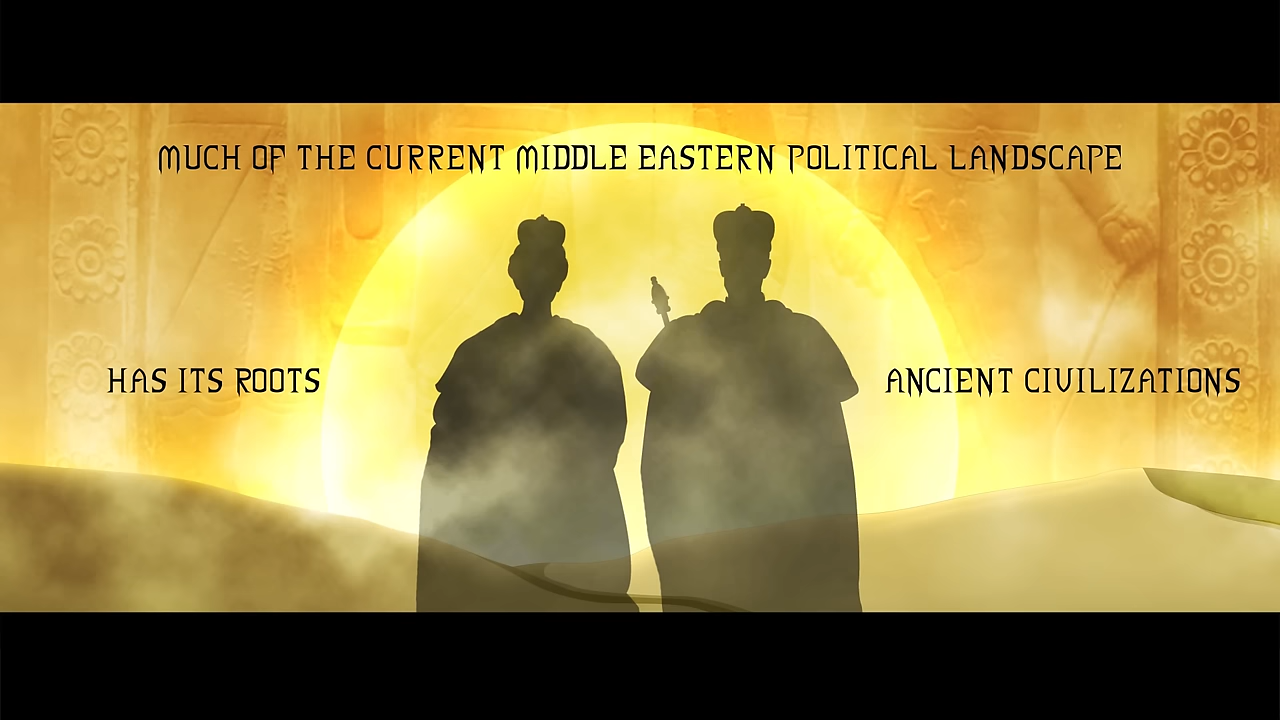 MUCH OF THE CURRENT MIDDLE EASTERN POLITICAL LANDSCAPE
HAS ITS ROOTS
ANCIENT CIVILIZATIONS